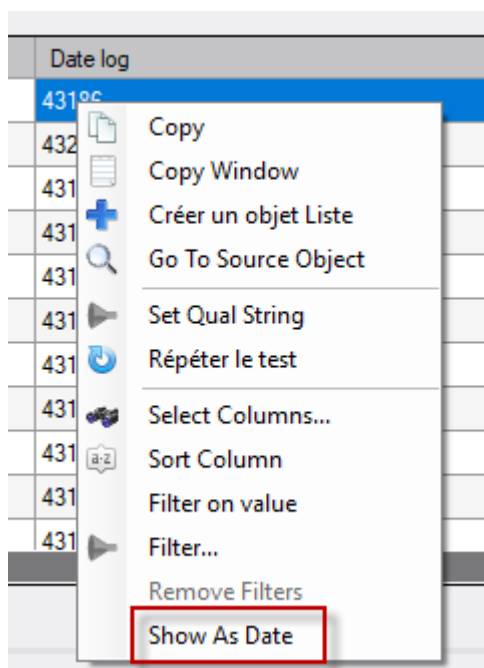 Date log
43186
432
431
431
431
431
431
431
431
431
431
Copy
Copy Window
Créer un objet Liste
Go To Source Object
Set Qual String
Répéter le test
Select Columns...
a-z
Sort Column
Filter on value
Filter...
Remove Filters
Show As Date